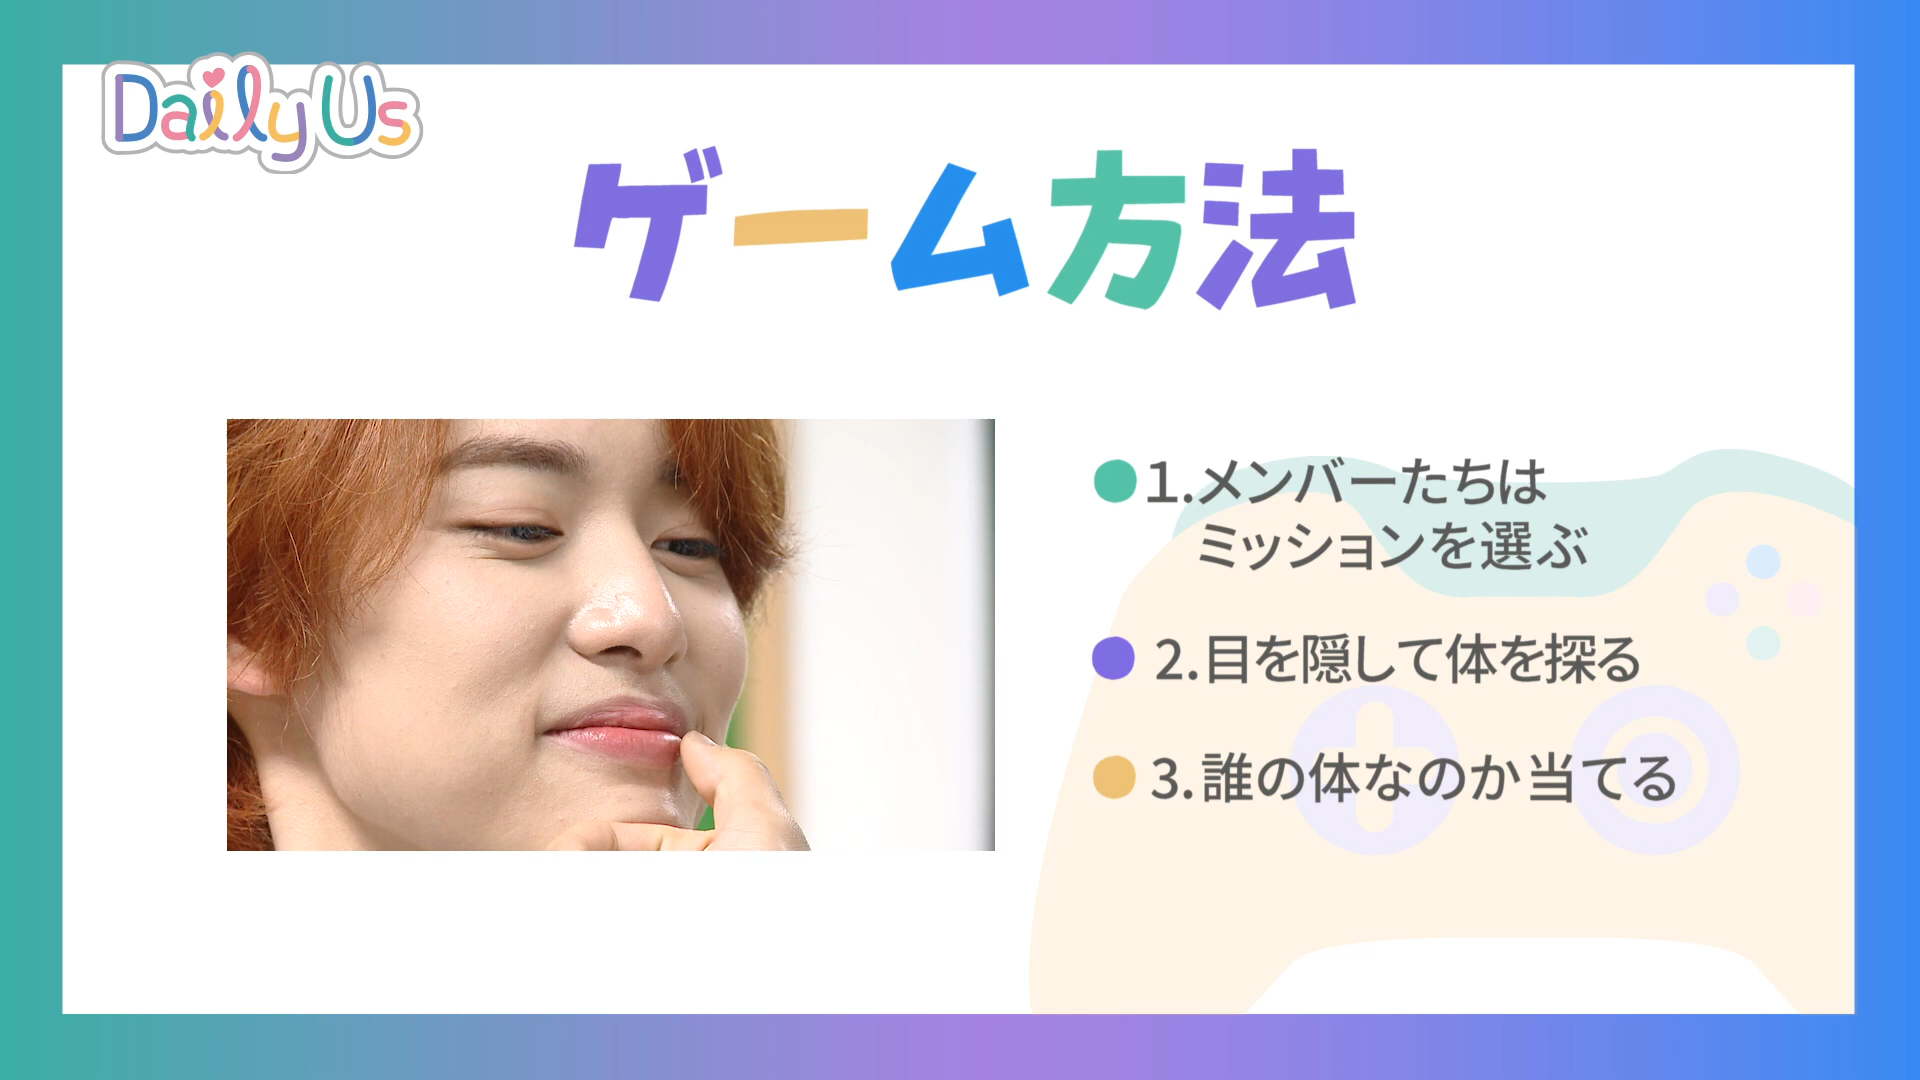 Daily Us
ゲーム方法
1.メンバーたちは
ミッションを選ぶ
2.目を隠して体を探る
3.誰の体なのか当てる